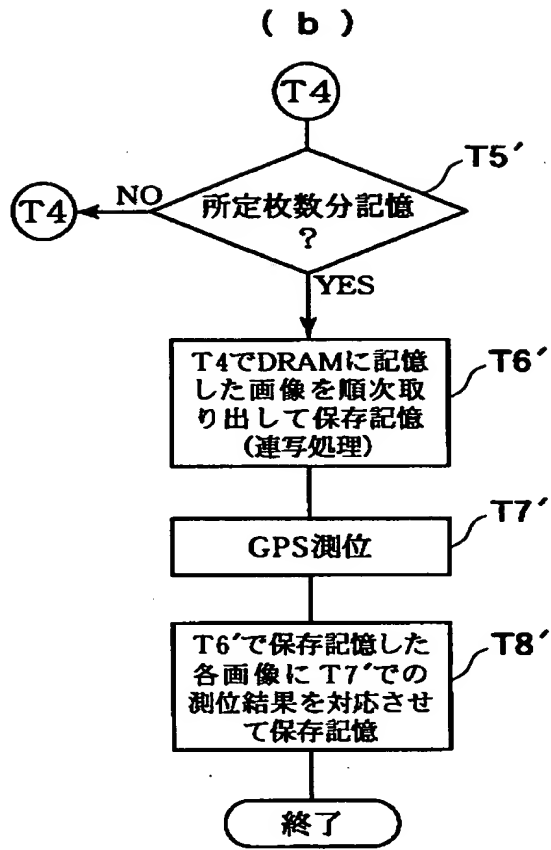 ( b )
T4
T5´
T4
NO
所定枚数分記憶
?
YES
T4でDRAMに記憶
した画像を順次取
り出して保存記憶
(連写処理)
T6´
GPS測位
T7´
T6´で保存記憶した
各画像にT7´での
測位結果を対応させ
て保存記憶
T8´
終了